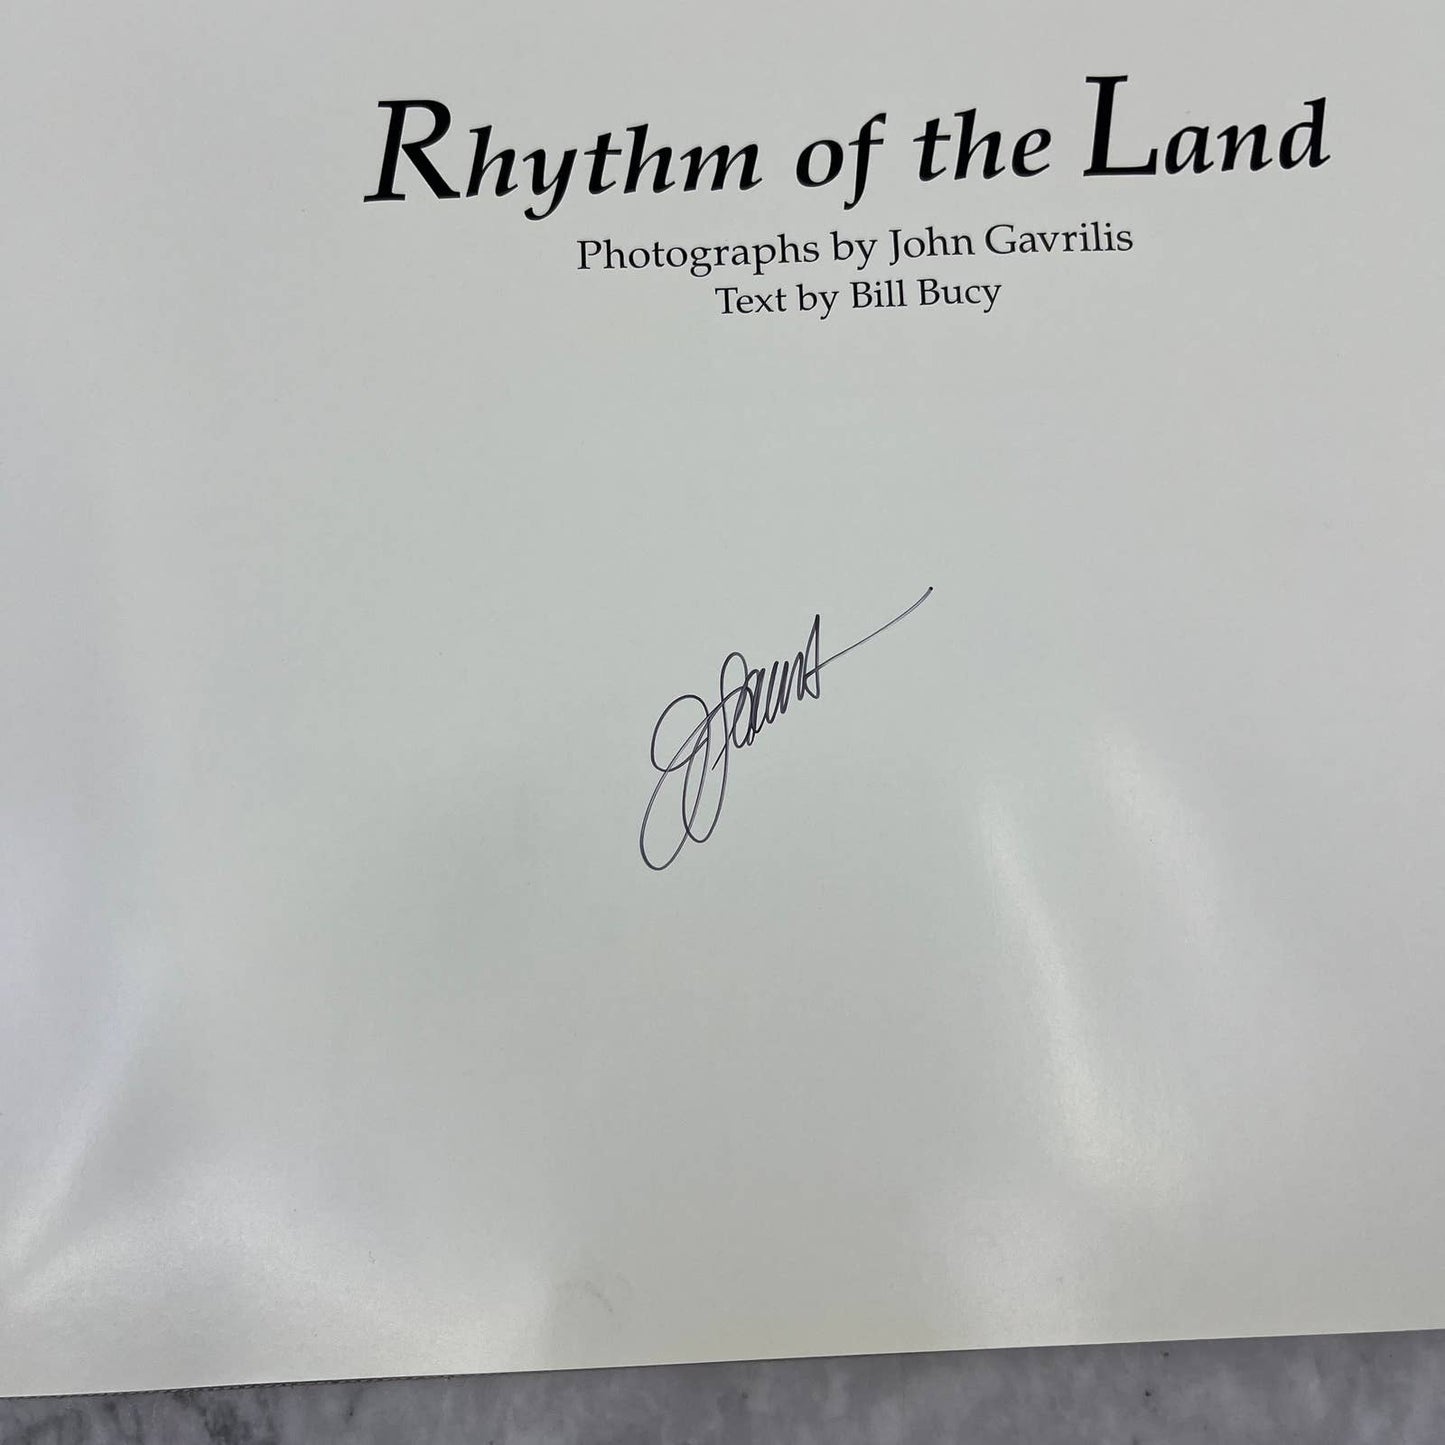 Rhythm of the Land
Photographs by John Gavrilis
Text by Bill Bucy